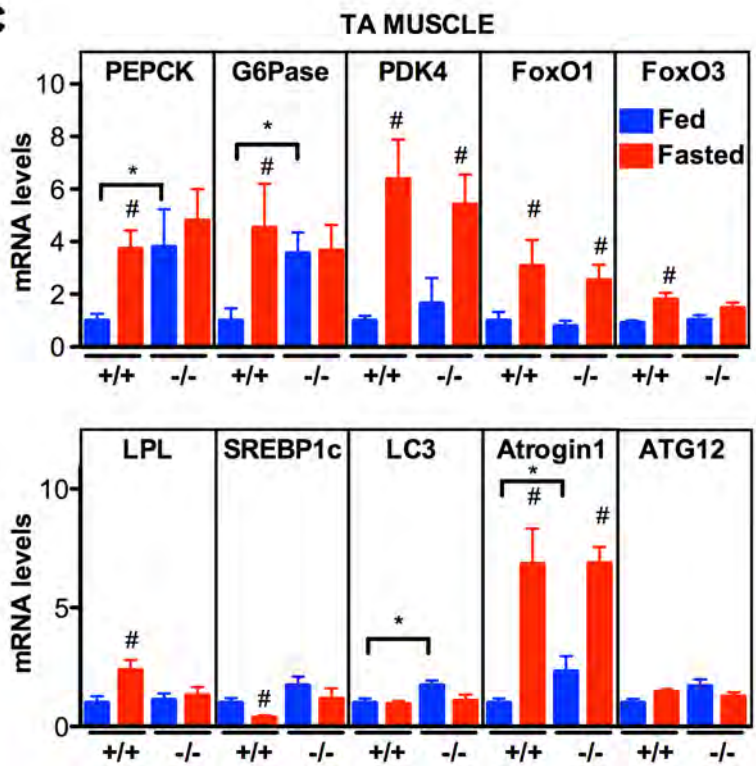 C
TA MUSCLE
PEPCK G6Pase PDK4 FoxO1 FoxO3
Fed
Fasted
mRNA levels
10
8
6
4
2
0
* # * # # # # # #
+/+ -/- +/+ -/- +/+ -/- +/+ -/- +/+ -/-
LPL SREBP1c LC3 Atrogin1 ATG12
mRNA levels
10
5
0
# # * * # #
+/+ -/- +/+ -/- +/+ -/- +/+ -/- +/+ -/-